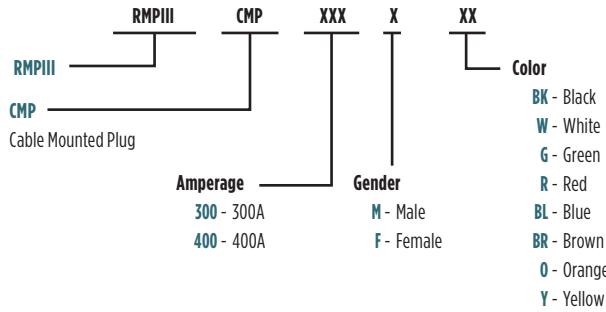 RMPIII CMP XXX X XX
RMPIII
CMP
Cable Mounted Plug
Amperage
300 - 300A
400 - 400A
Gender
M - Male
F - Female
Color
BK - Black
W - White
G - Green
R - Red
BL - Blue
BR - Brown
O - Orange
Y - Yellow